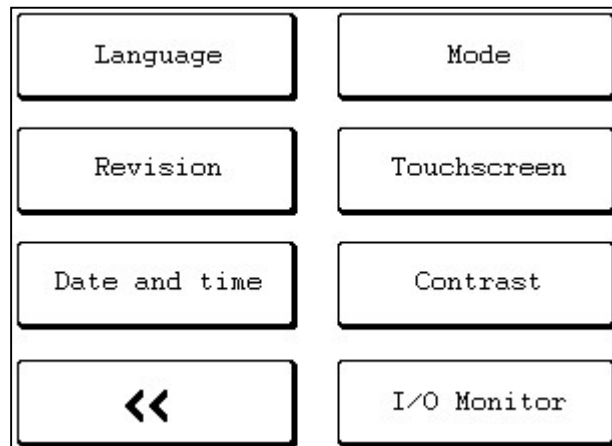 Language
Mode
Revision
Touchscreen
Date and time
Contrast
<<
I/O Monitor